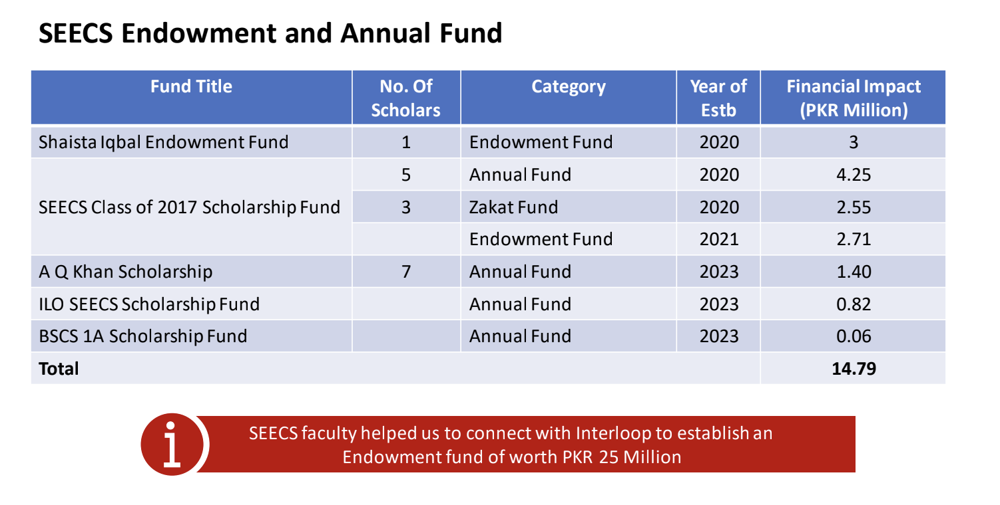 SEECS Endowment and Annual Fund
Fund Title No. Of Scholars Category Year of Estb Financial Impact (PKR Million)
Shaista Iqbal Endowment Fund 1 Endowment Fund 2020 3
SEECS Class of 2017 Scholarship Fund 5 Annual Fund 2020 4.25
3 Zakat Fund 2020 2.55
Endowment Fund 2021 2.71
A Q Khan Scholarship 7 Annual Fund 2023 1.40
ILO SEECS Scholarship Fund Annual Fund 2023 0.82
BSCS 1A Scholarship Fund Annual Fund 2023 0.06
Total 14.79
SEECS faculty helped us to connect with Interloop to establish an
Endowment fund of worth PKR 25 Million